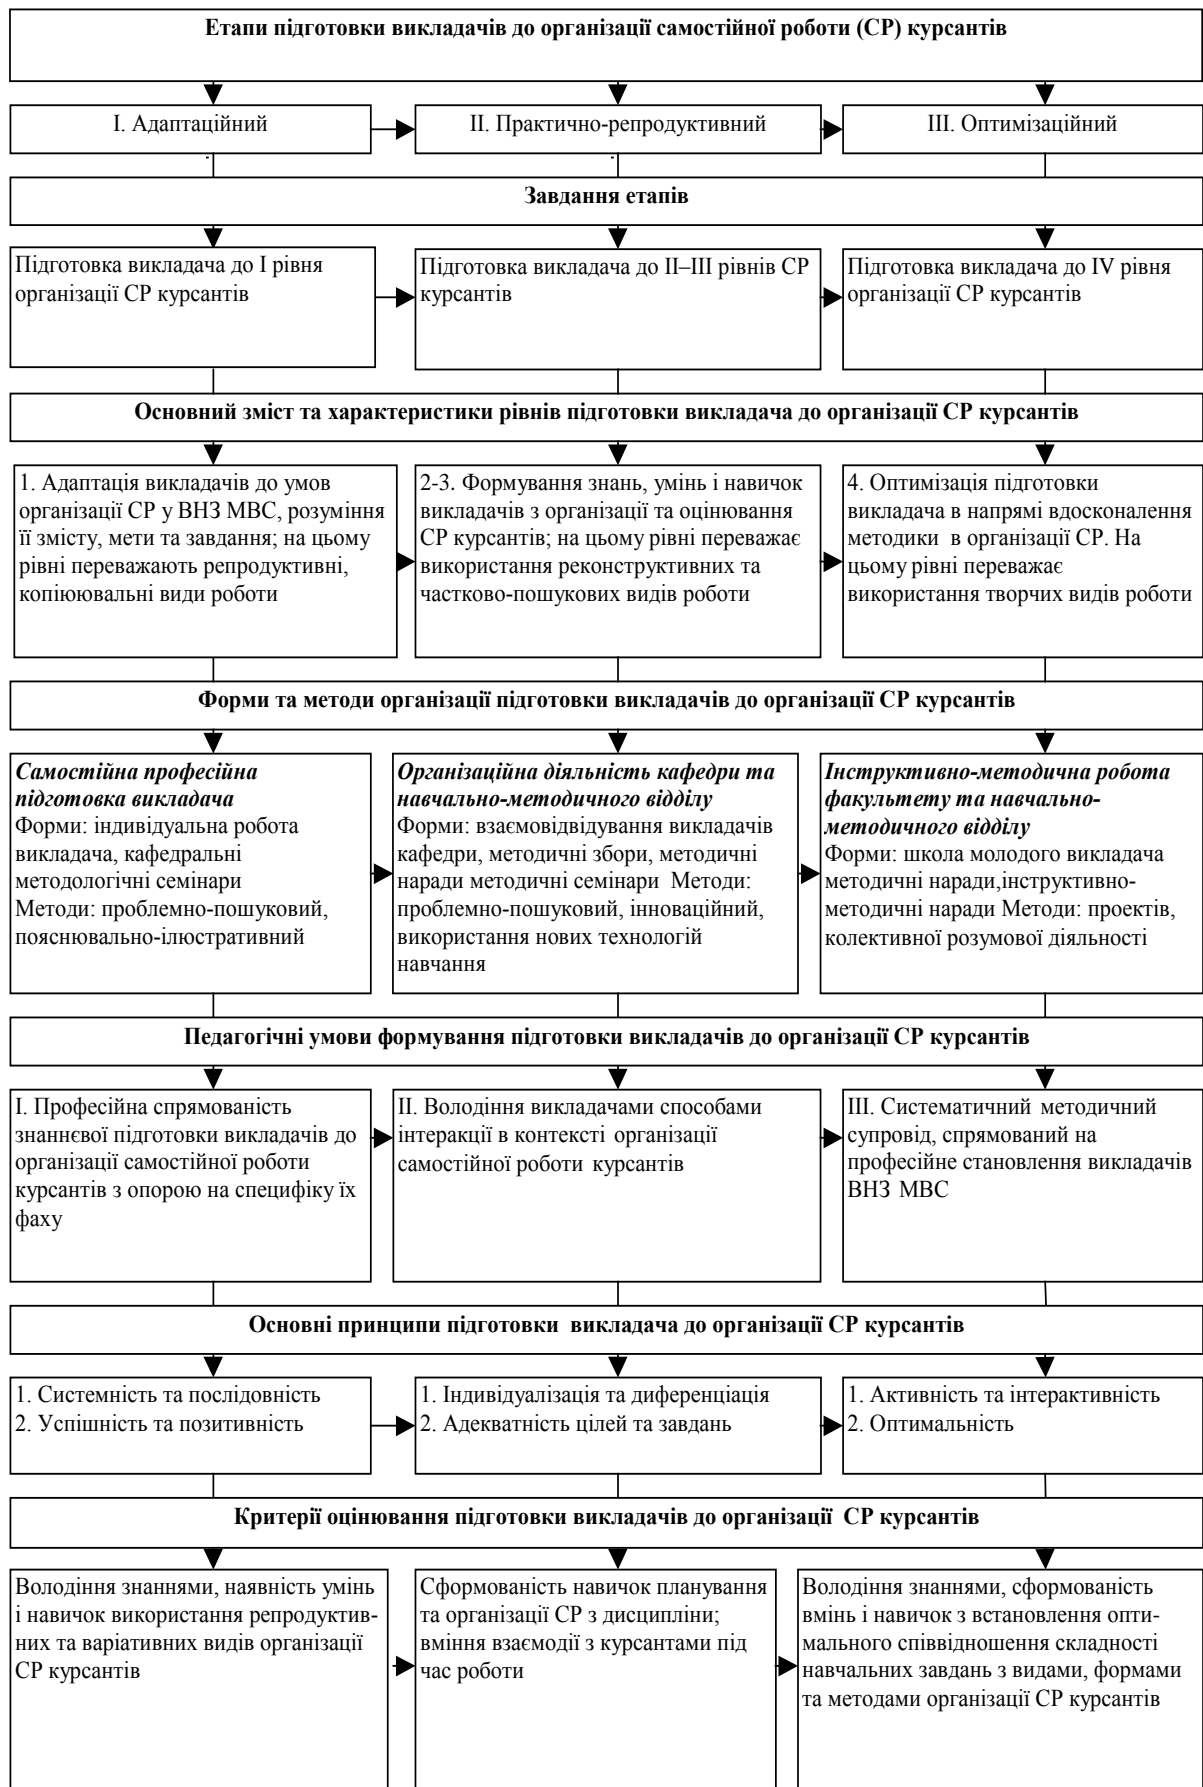 Етапи підготовки викладачів до організації самостійної роботи (СР) курсантів
І. Адаптаційний
ІІ. Практично-репродуктивний
ІІІ. Оптимізаційний
Завдання етапів
Підготовка викладача до І рівня
організації СР курсантів
Підготовка викладача до ІІ–ІІІ рівнів СР
курсантів
Підготовка викладача до IV рівня
організації СР курсантів
Основний зміст та характеристики рівнів підготовки викладача до організації СР курсантів
1. Адаптація викладачів до умов
організації СР у ВНЗ МВС, розуміння
її змісту, мети та завдання; на цьому
рівні переважають репродуктивні,
копіюювальні види роботи
2-3. Формування знань, умінь і навичок
викладачів з організації та оцінювання
СР курсантів; на цьому рівні переважає
використання реконструктивних та
частково-пошукових видів роботи
4. Оптимізація підготовки
викладача в напрямі вдосконалення
методики в організації СР. На
цьому рівні переважає
використання творчих видів роботи
Форми та методи організації підготовки викладачів до організації СР курсантів
Самостійна професійна
підготовка викладача
Форми: індивідуальна робота
викладача, кафедральні
методологічні семінари
Методи: проблемно-пошуковий,
пояснювально-ілюстративний
Організаційна діяльність кафедри та
навчально-методичного відділу
Форми: взаємовідвідування викладачів
кафедри, методичні збори, методичні
наради методичні семінари Методи:
проблемно-пошуковий, інноваційний,
використання нових технологій
навчання
Інструктивно-методична робота
факультету та навчально-
методичного відділу
Форми: школа молодого викладача
методичні наради,інструктивно-
методичні наради Методи: проектів,
колективної розумової діяльності
Педагогічні умови формування підготовки викладачів до організації СР курсантів
І. Професійна спрямованість
знаннєвої підготовки викладачів до
організації самостійної роботи
курсантів з опорою на специфіку їх
фаху
ІІ. Володіння викладачами способами
інтеракції в контексті організації
самостійної роботи курсантів
ІІІ. Систематичний методичний
супровід, спрямований на
професійне становлення викладачів
ВНЗ МВС
Основні принципи підготовки викладача до організації СР курсантів
1. Системність та послідовність
2. Успішність та позитивність
1. Індивідуалізація та диференціація
2. Адекватність цілей та завдань
1. Активність та інтерактивність
2. Оптимальність
Критерії оцінювання підготовки викладачів до організації СР курсантів
Володіння знаннями, наявність умінь
і навичок використання репродуктив-
них та варіативних видів організації
СР курсантів
Сформованість навичок планування
та організації СР з дисципліни;
вміння взаємодії з курсантами під
час роботи
Володіння знаннями, сформованість
вмінь і навичок з встановлення опти-
мального співвідношення складності
навчальних завдань з видами, формами
та методами організації СР курсантів